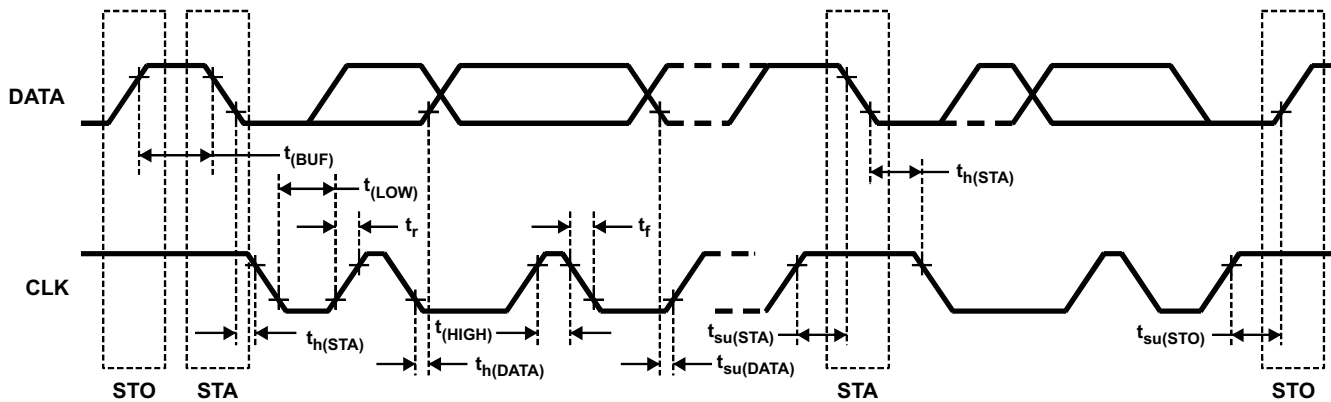 DATA
t(BUF)
t(LOW)
th(STA)
tr
tf
CLK
th(STA)
t(HIGH)
th(DATA)
tsu(DATA)
tsu(STA)
tsu(STO)
STO
STA
STA
STO